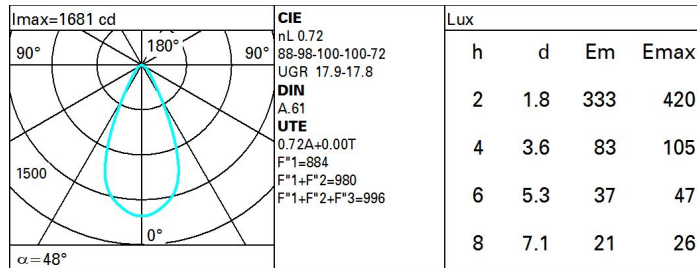 Imax=1681 cd
90°
180°
90°
1500
0°
α=48°
CIE
nL 0.72
88-98-100-100-72
UGR 17.9-17.8
DIN
A.61
UTE
0.72A+0.00T
F"1=884
F"1+F"2=980
F"1+F"2+F"3=996
Lux
h d Em Emax
2 1.8 333 420
4 3.6 83 105
6 5.3 37 47
8 7.1 21 26